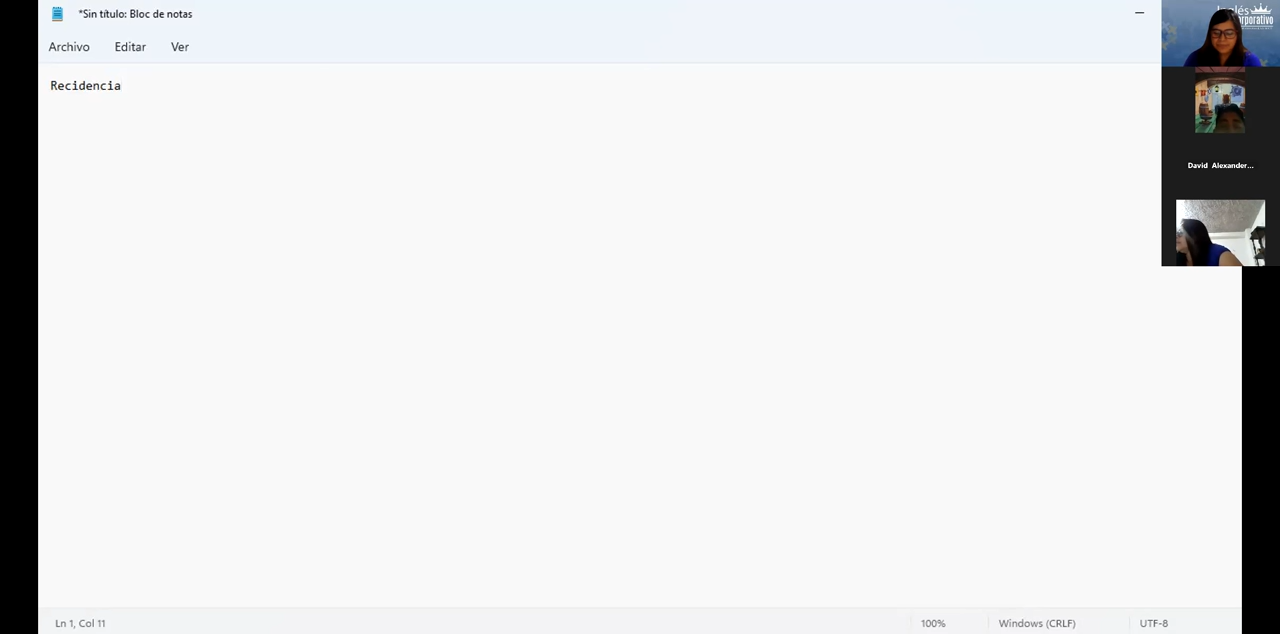 *Sin título: Bloc de notas
Archivo Editar Ver
Recidencia
Inglés
David Alexander...
Ln 1, Col 11
100%
Windows (CRLF)
UTF-8